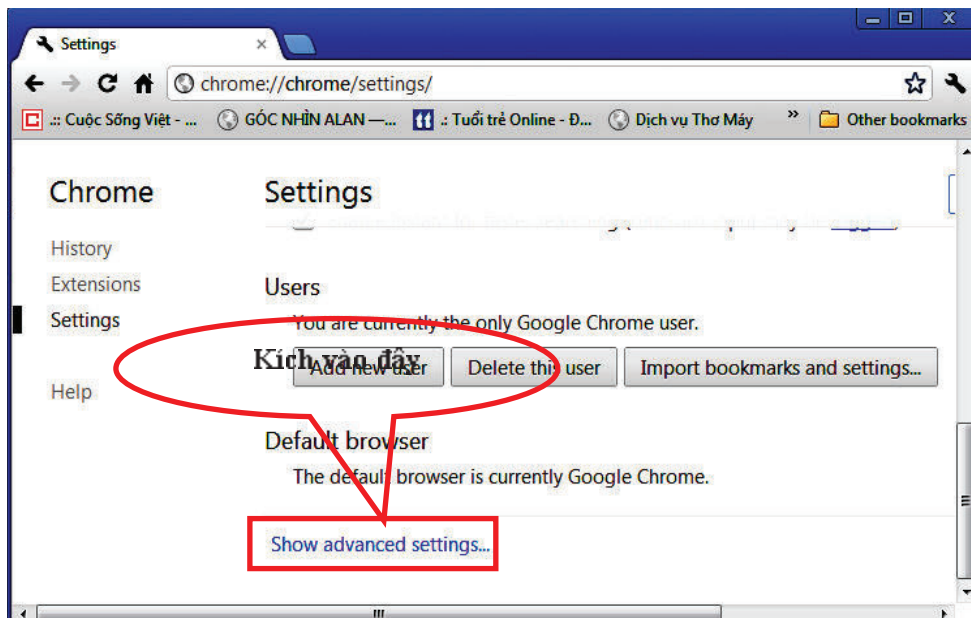 Settings
chrome://chrome/settings/
.:: Cuộc Sống Việt - ... GÓC NHÌN ALAN —... .: Tuổi trẻ Online - Đ... Dịch vụ Thơ Máy » Other bookmarks
Chrome
Settings
History
Extensions
Settings
Help
Users
You are currently the only Google Chrome user.
Kích vào đây
Add new user Delete this user Import bookmarks and settings...
Default browser
The default browser is currently Google Chrome.
Show advanced settings...